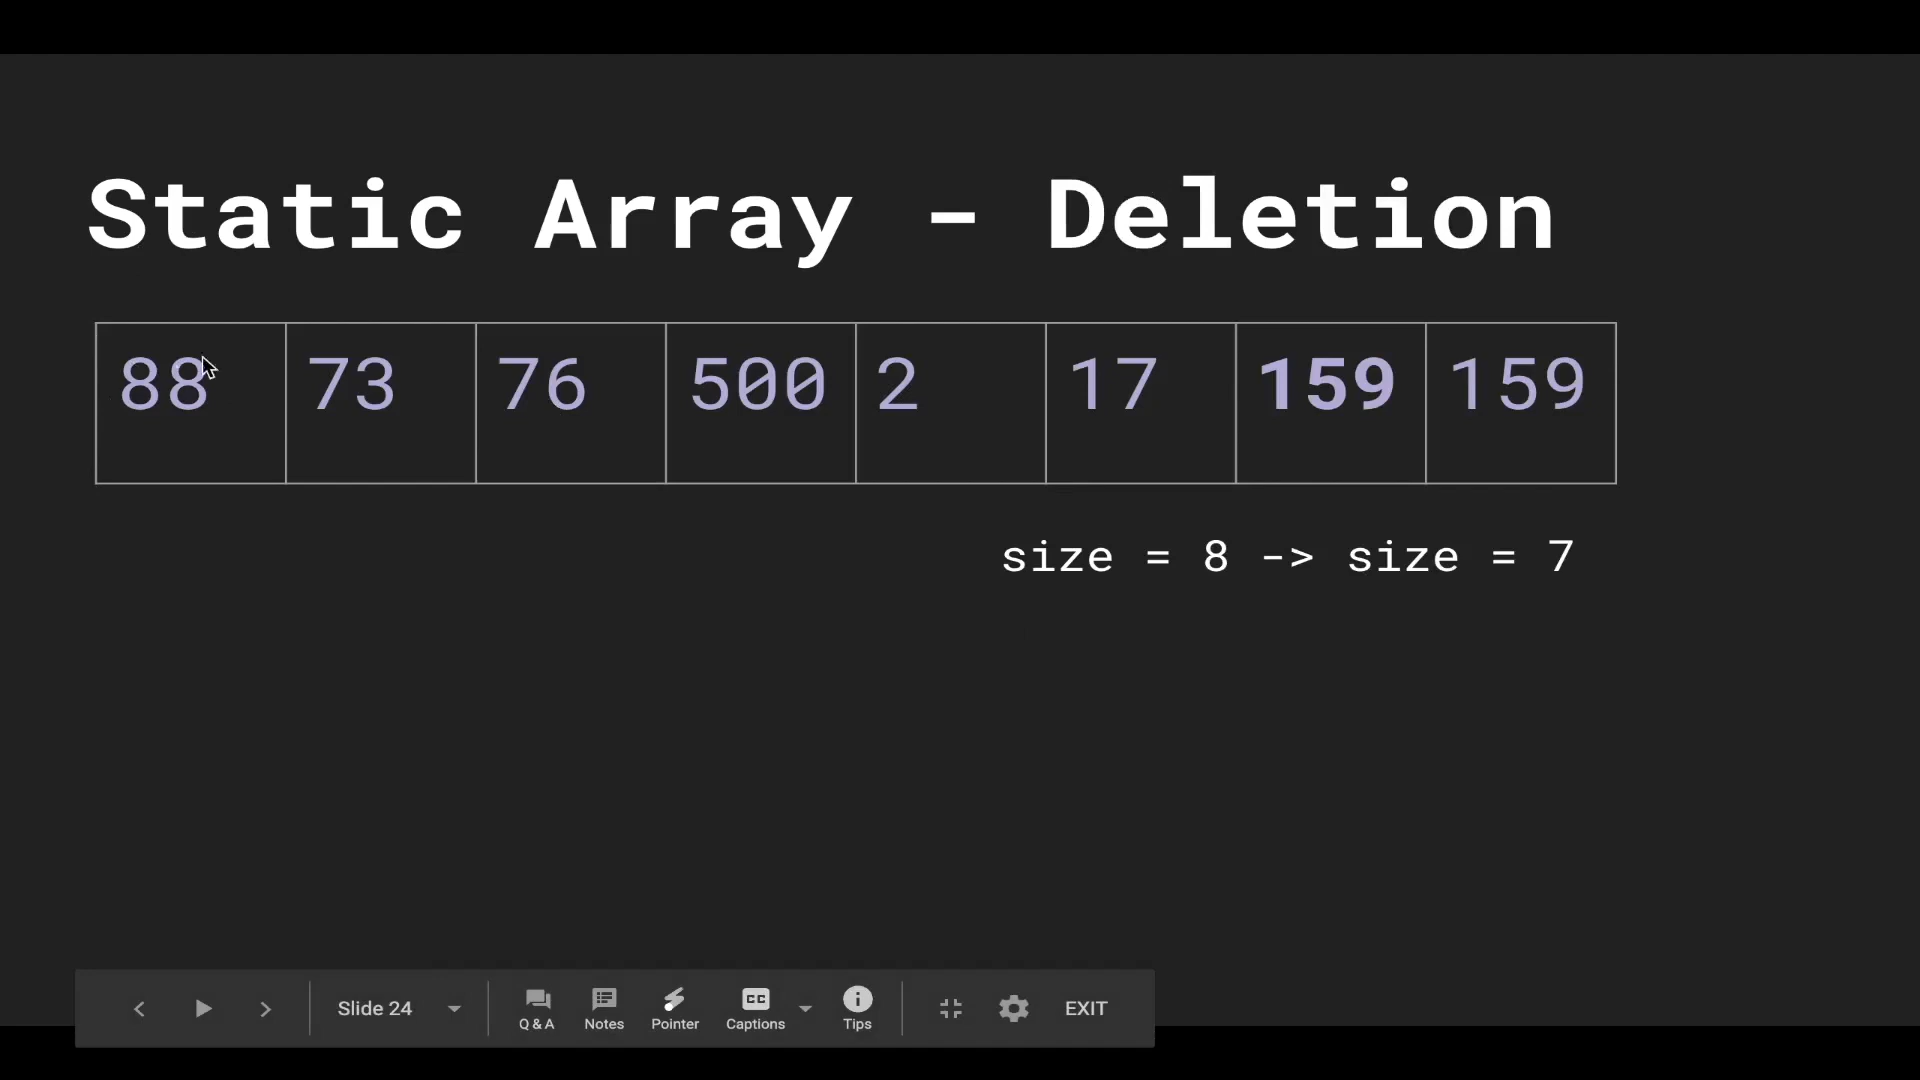 Static Array - Deletion
88 73 76 500 2 17 159 159
size = 8 -> size = 7
Slide 24 Q & A Notes Pointer CC Captions Tips EXIT